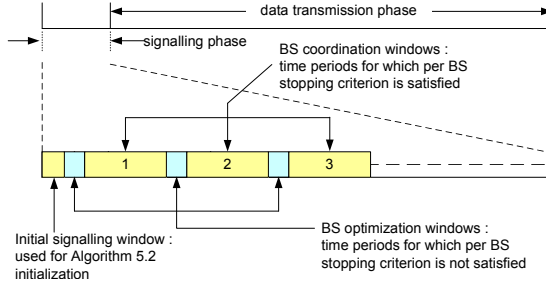 data transmission phase
signalling phase
BS coordination windows :
time periods for which per BS
stopping criterion is satisfied
1
2
3
Initial signalling window :
used for Algorithm 5.2
initialization
BS optimization windows :
time periods for which per BS
stopping criterion is not satisfied